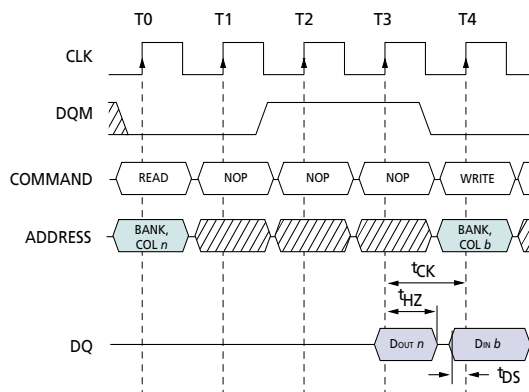 T0 T1 T2 T3 T4
CLK
DQM
COMMAND READ NOP NOP NOP WRITE
ADDRESS BANK, COL n BANK, COL b
tCK
tHZ
DQ DOUT n DIN b
tDS